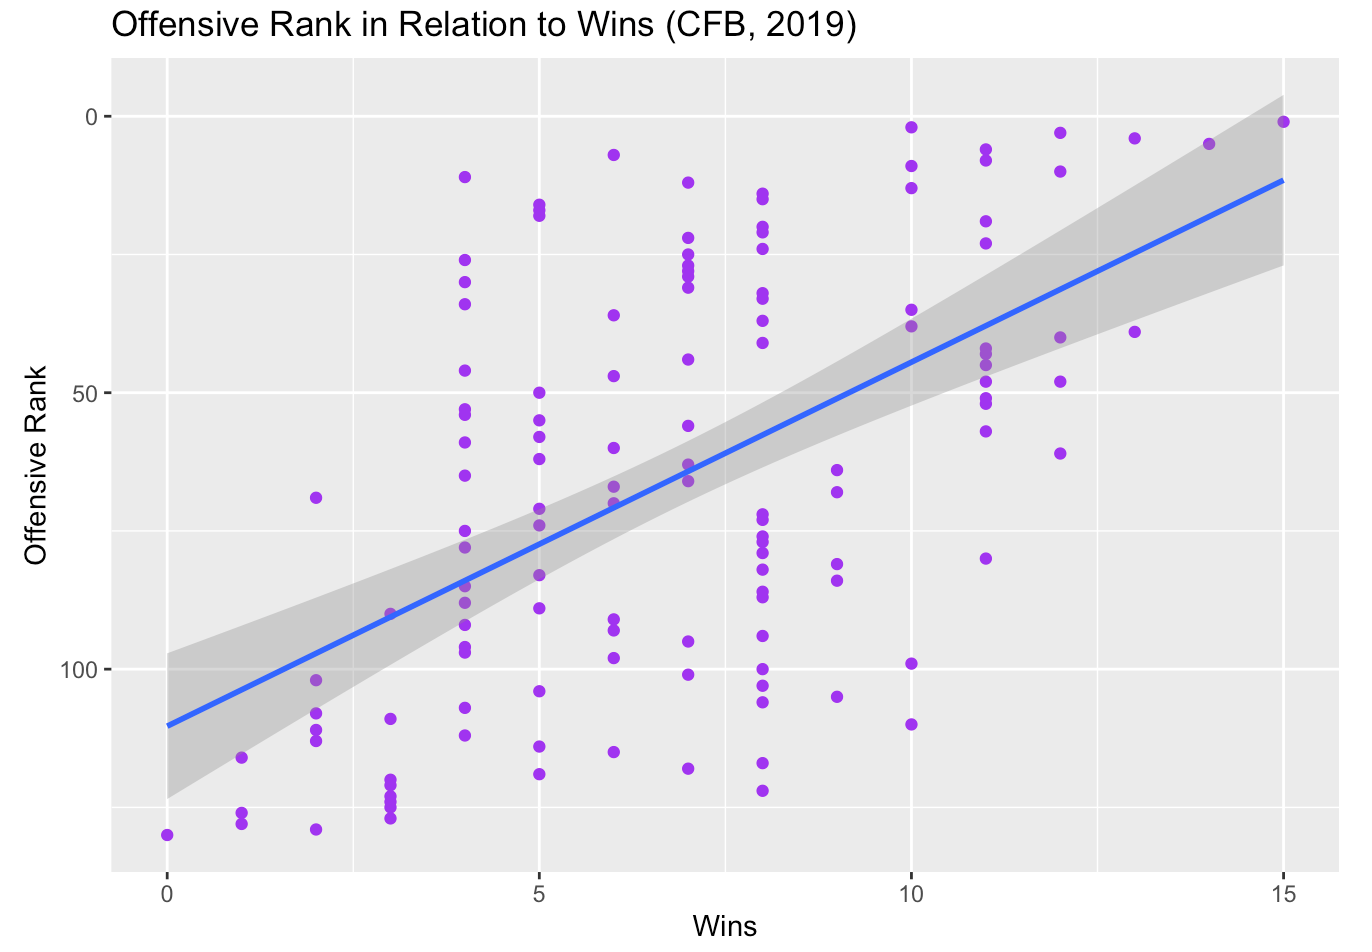 Offensive Rank in Relation to Wins (CFB, 2019)
Offensive Rank
0
50
100
0 5 10 15
Wins